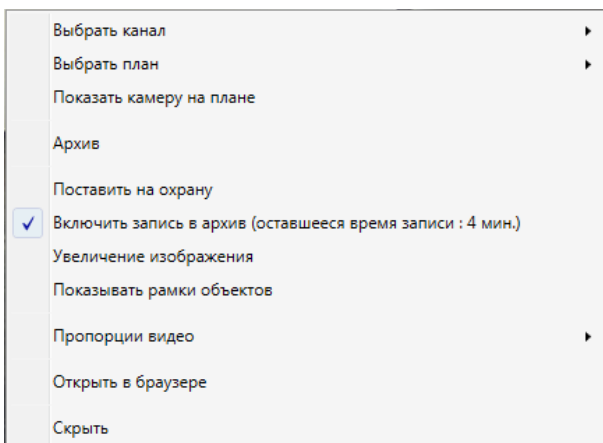 Выбрать канал
Выбрать план
Показать камеру на плане
Архив
Поставить на охрану
Включить запись в архив (оставшееся время записи : 4 мин.)
Увеличение изображения
Показывать рамки объектов
Пропорции видео
Открыть в браузере
Скрыть